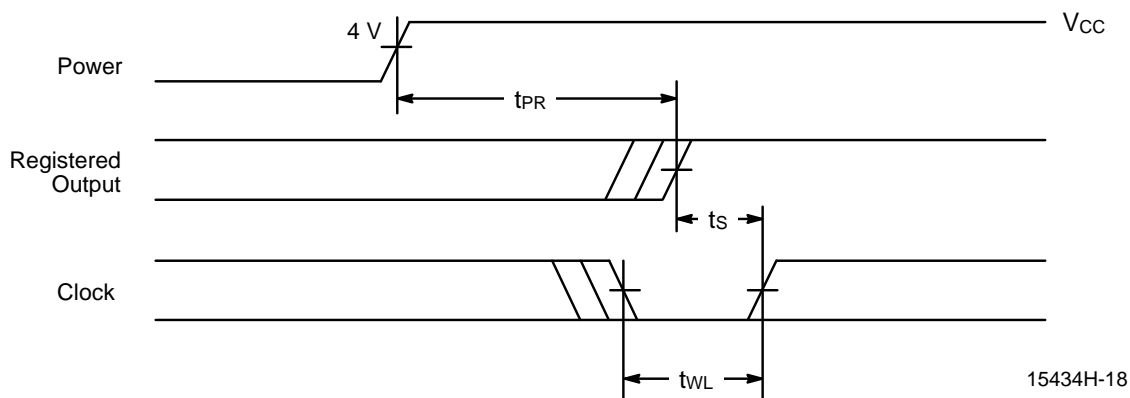 4 V
VCC
Power
tPR
Registered
Output
tS
Clock
tWL
15434H-18